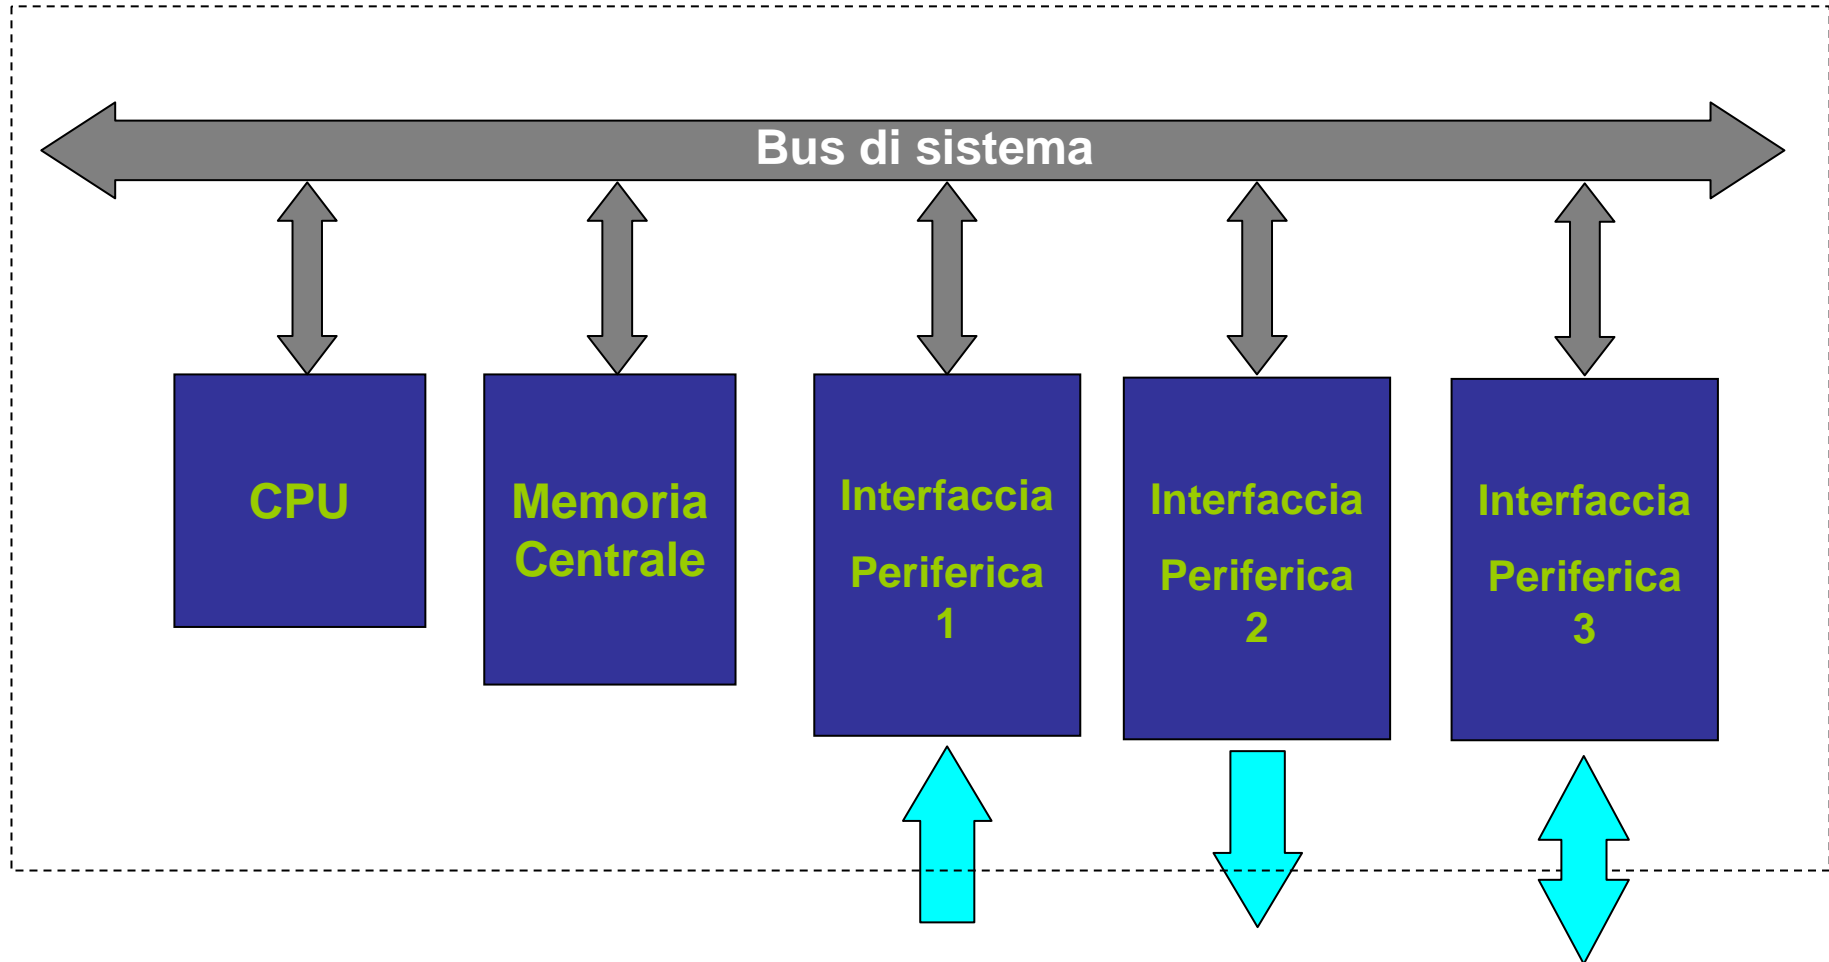 Bus di sistema
CPU
Memoria
Centrale
Interfaccia
Periferica
1
Interfaccia
Periferica
2
Interfaccia
Periferica
3